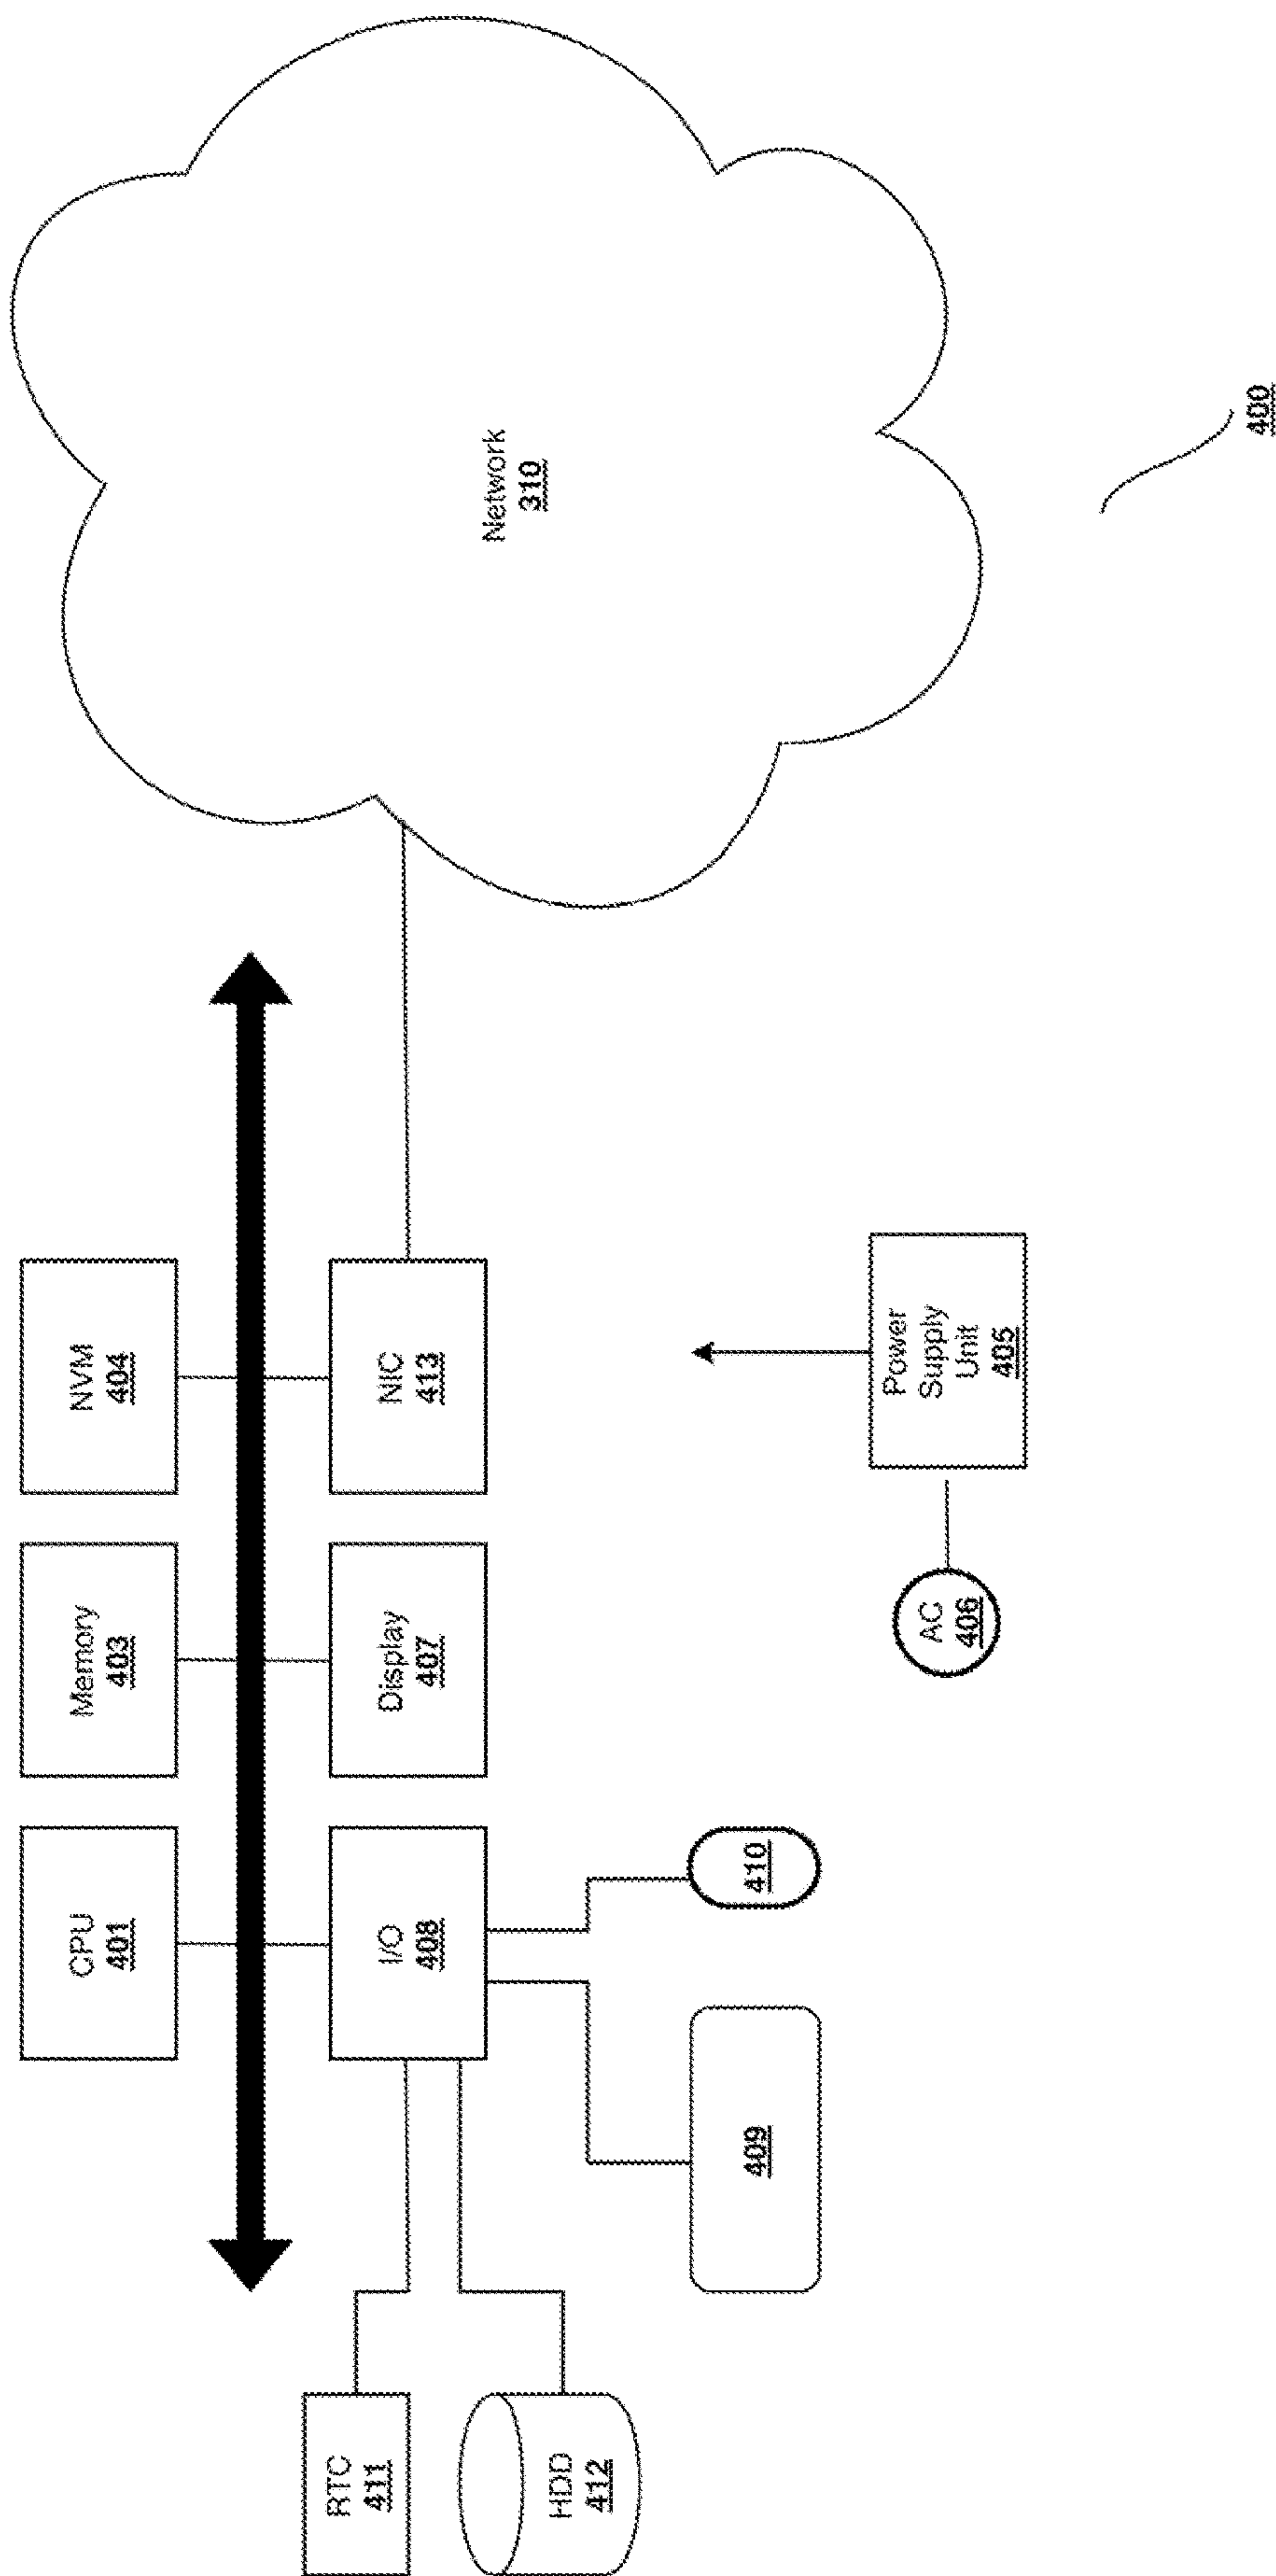 CPU
401
Memory
403
NVM
404
RTC
411
I/O
408
Display
407
NIC
413
Network
310
HDD
412
409
410
AC
406
Power
Supply
Unit
405
400